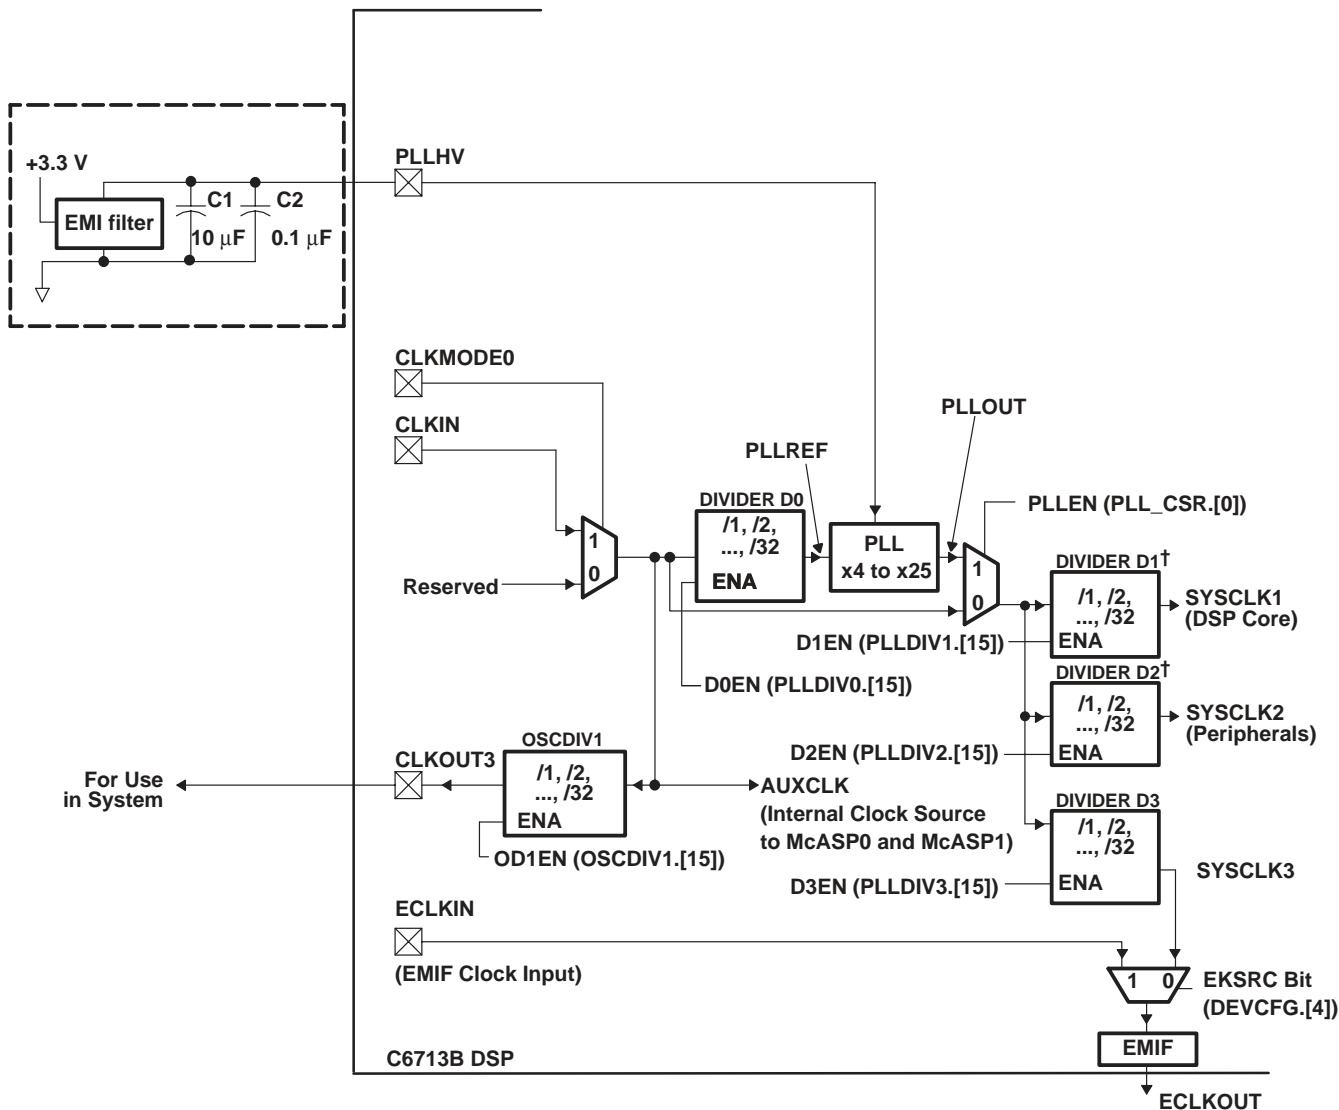 +3.3 V
EMI filter
C1
C2
10 μF
0.1 μF
PLLHV
CLKMODE0
CLKIN
Reserved
1
0
PLLREF
PLLOUT
DIVIDER D0
/1, /2,
..., /32
ENA
PLL
x4 to x25
PLLEN (PLL_CSR.[0])
1
0
DIVIDER D1†
/1, /2,
..., /32
ENA
SYSCLK1
(DSP Core)
D1EN (PLLDIV1.[15])
D0EN (PLLDIV0.[15])
DIVIDER D2†
/1, /2,
..., /32
ENA
SYSCLK2
(Peripherals)
D2EN (PLLDIV2.[15])
For Use
in System
CLKOUT3
OSCDIV1
/1, /2,
..., /32
ENA
OD1EN (OSCDIV1.[15])
AUXCLK
(Internal Clock Source
to McASP0 and McASP1)
DIVIDER D3
/1, /2,
..., /32
ENA
SYSCLK3
D3EN (PLLDIV3.[15])
ECLKIN
(EMIF Clock Input)
1 0
EKSRC Bit
(DEVCFG.[4])
EMIF
C6713B DSP
ECLKOUT